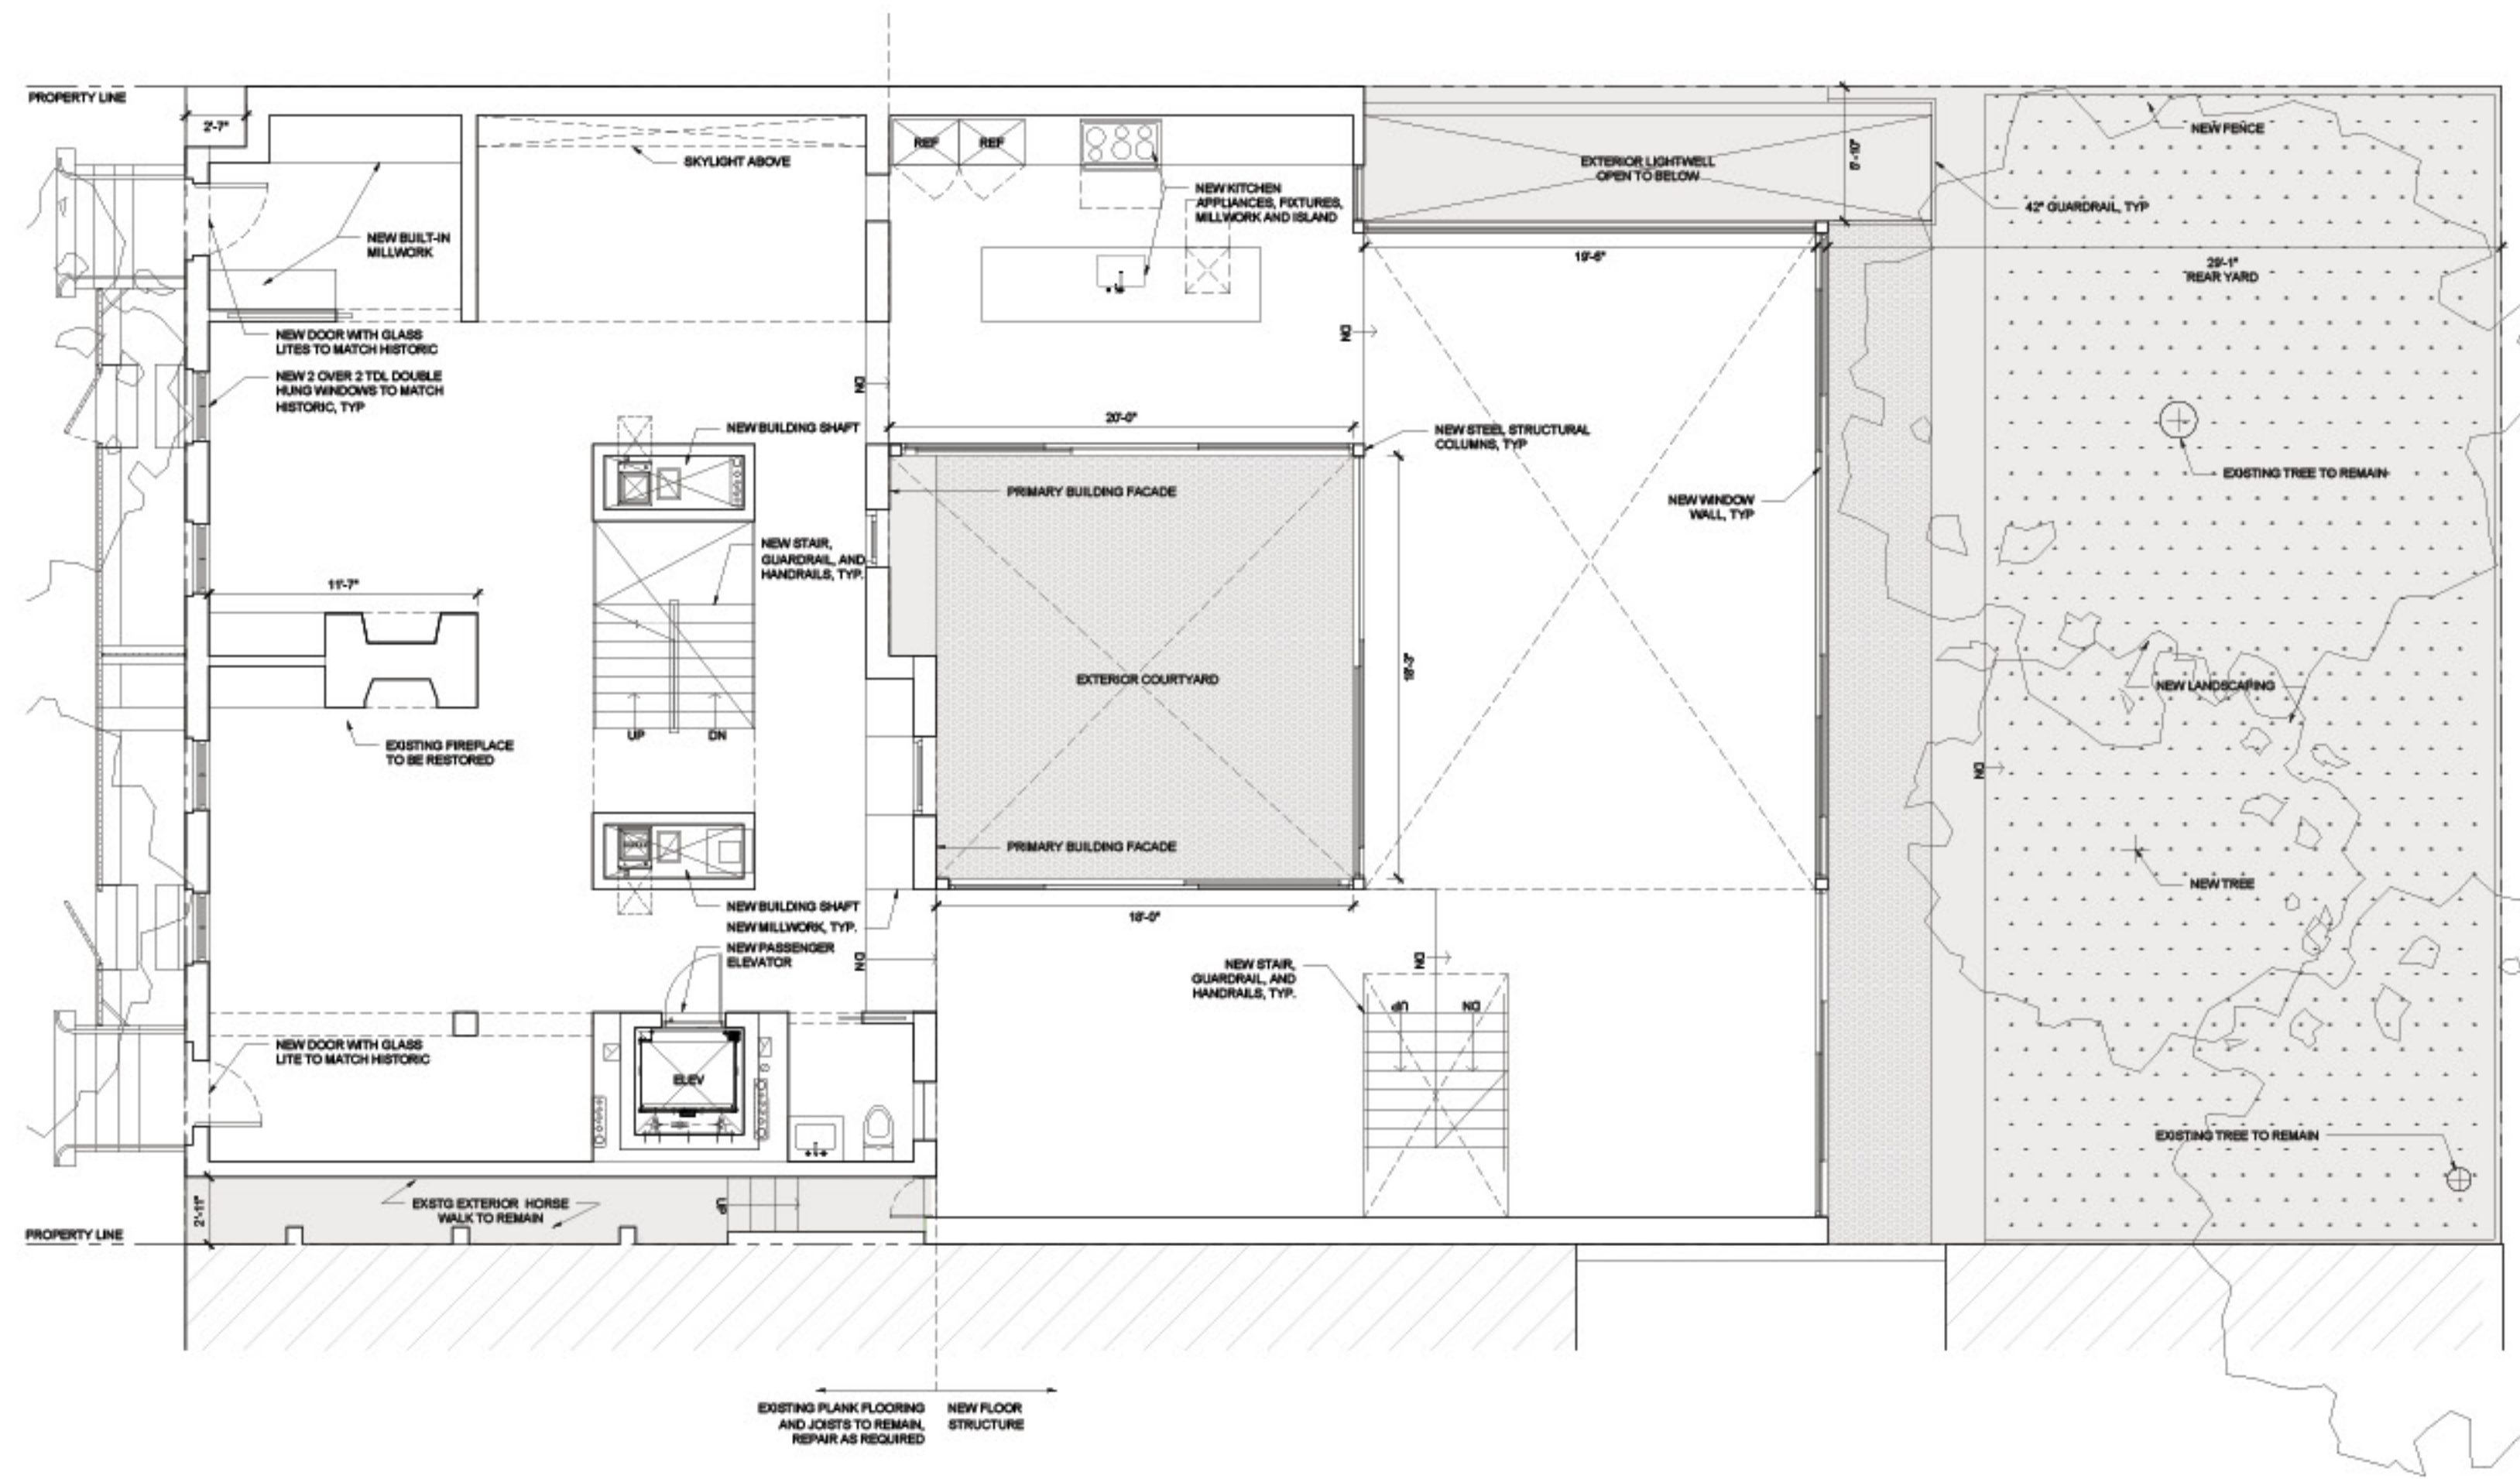 PROPERTY LINE
2'-7"
SKYLIGHT ABOVE
REF
REF
NEW KITCHEN
APPLIANCES, FIXTURES,
MILLWORK AND ISLAND
EXTERIOR LIGHTWELL
OPEN TO BELOW
NEW FENCE
42" GUARDRAIL, TYP
NEW BUILT-IN
MILLWORK
19'-6"
29'-1"
REAR YARD
NEW DOOR WITH GLASS
LITES TO MATCH HISTORIC
DN
NEW 2 OVER 2 TDL DOUBLE
HUNG WINDOWS TO MATCH
HISTORIC, TYP
DN
20'-0"
NEW BUILDING SHAFT
NEW STEEL STRUCTURAL
COLUMNS, TYP
EXISTING TREE TO REMAIN
PRIMARY BUILDING FACADE
NEW WINDOW
WALL, TYP
NEW STAIR,
GUARDRAIL, AND
HANDRAILS, TYP.
11'-7"
18'-3"
EXTERIOR COURTYARD
NEW LANDSCAPING
UP
DN
EXISTING FIREPLACE
TO BE RESTORED
DN
PRIMARY BUILDING FACADE
NEW TREE
NEW BUILDING SHAFT
18'-0"
NEW MILLWORK, TYP.
NEW PASSENGER
ELEVATOR
DN
DN
NEW STAIR,
GUARDRAIL, AND
HANDRAILS, TYP.
UP
DN
NEW DOOR WITH GLASS
LITE TO MATCH HISTORIC
ELEV
EXISTING TREE TO REMAIN
2'-11"
EXSTG EXTERIOR HORSE
WALK TO REMAIN
UP
PROPERTY LINE
EXISTING PLANK FLOORING
AND JOISTS TO REMAIN,
REPAIR AS REQUIRED
NEW FLOOR
STRUCTURE